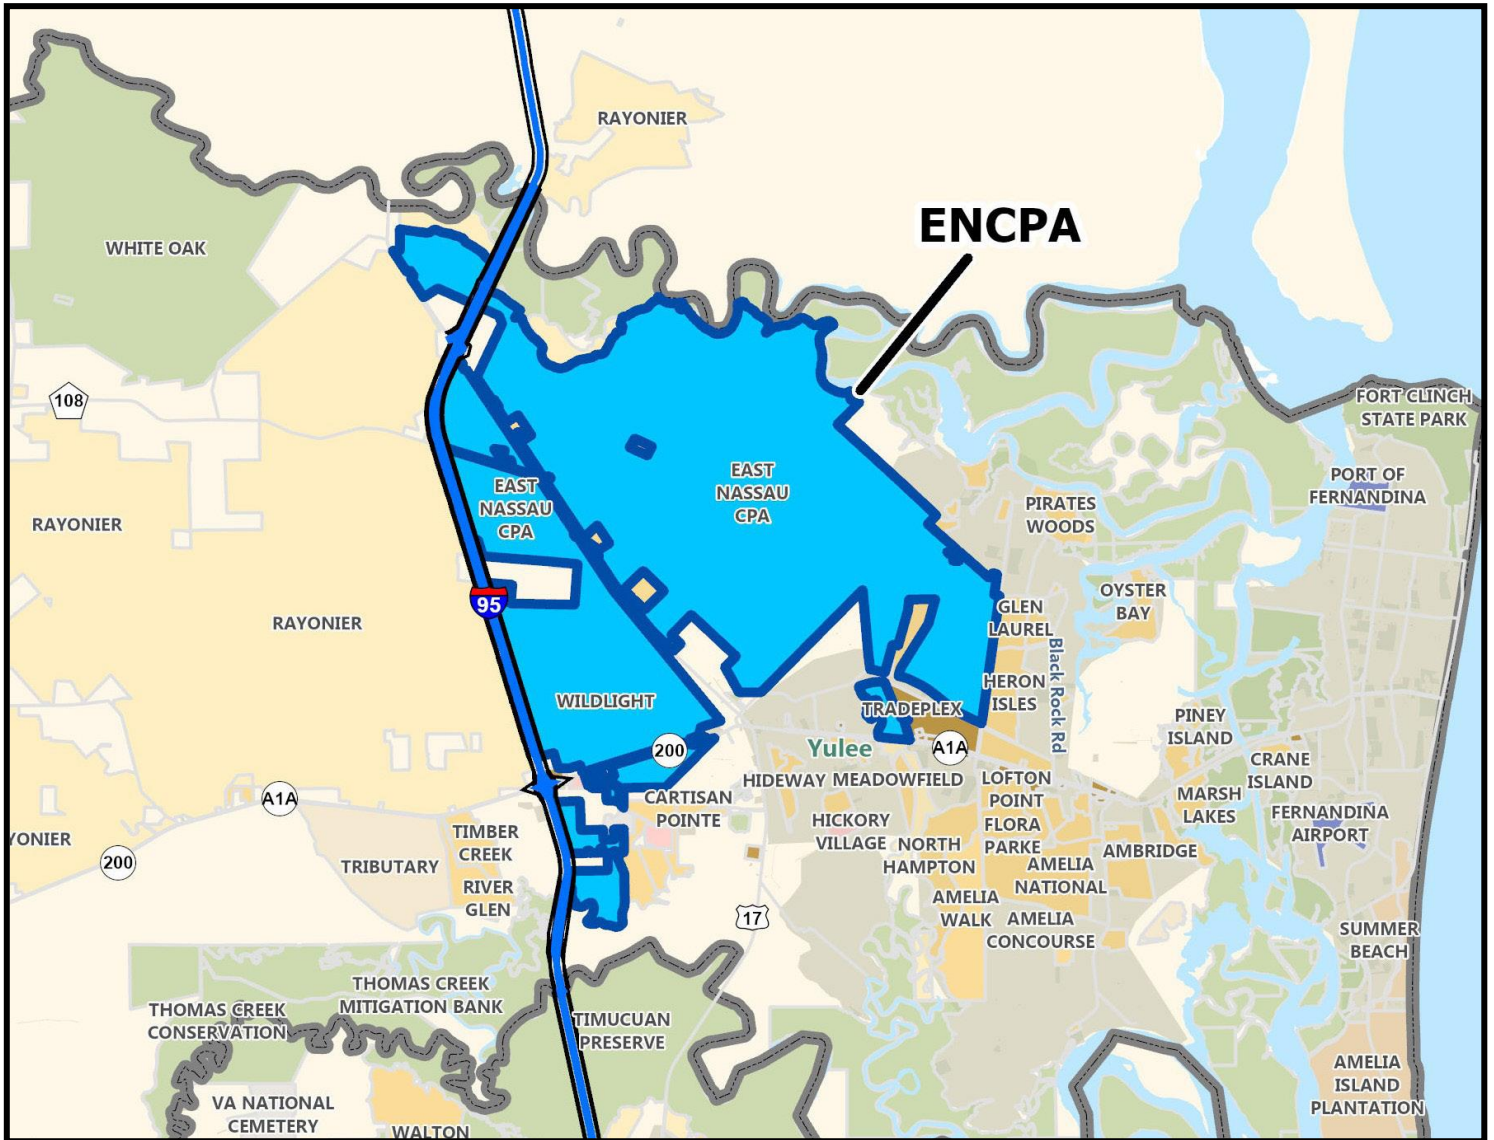 RAYONIER
ENCPA
WHITE OAK
108
FORT CLINCH
STATE PARK
EAST
NASSAU
CPA
EAST
NASSAU
CPA
PORT OF
FERNANDINA
RAYONIER
PIRATES
WOODS
95
OYSTER
BAY
RAYONIER
GLEN
LAUREL
Black Rock Rd
HERON
ISLES
WILDLIGHT
TRADEPLEX
PINEY
ISLAND
200
Yulee
A1A
CRANE
ISLAND
HIDEWAY
MEADOWFIELD
LOFTON
POINT
A1A
CARTISAN
POINTE
MARSH
LAKES
FERNANDINA
AIRPORT
HICKORY
VILLAGE
FLORA
PARKE
YONIER
TIMBER
CREEK
NORTH
HAMPTON
AMBRIDGE
200
TRIBUTARY
AMELIA
NATIONAL
RIVER
GLEN
AMELIA
WALK
17
AMELIA
CONCOURSE
SUMMER
BEACH
THOMAS CREEK
MITIGATION BANK
THOMAS CREEK
CONSERVATION
TIMUCUAN
PRESERVE
AMELIA
ISLAND
PLANTATION
VA NATIONAL
CEMETERY
WALTON